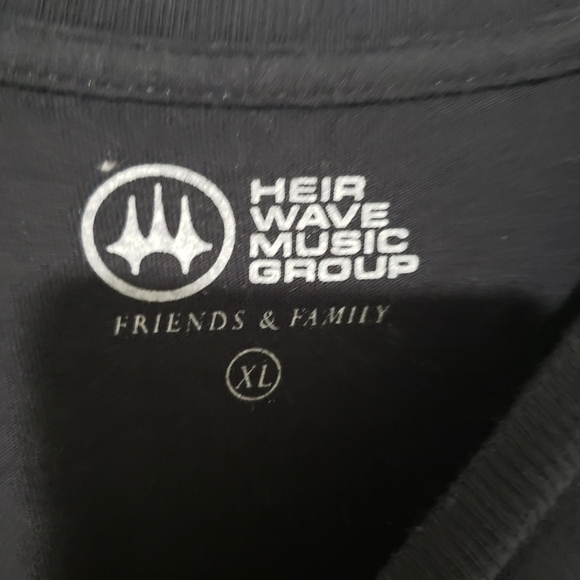 HEIR
WAVE
MUSIC
GROUP
FRIENDS & FAMILY
XL